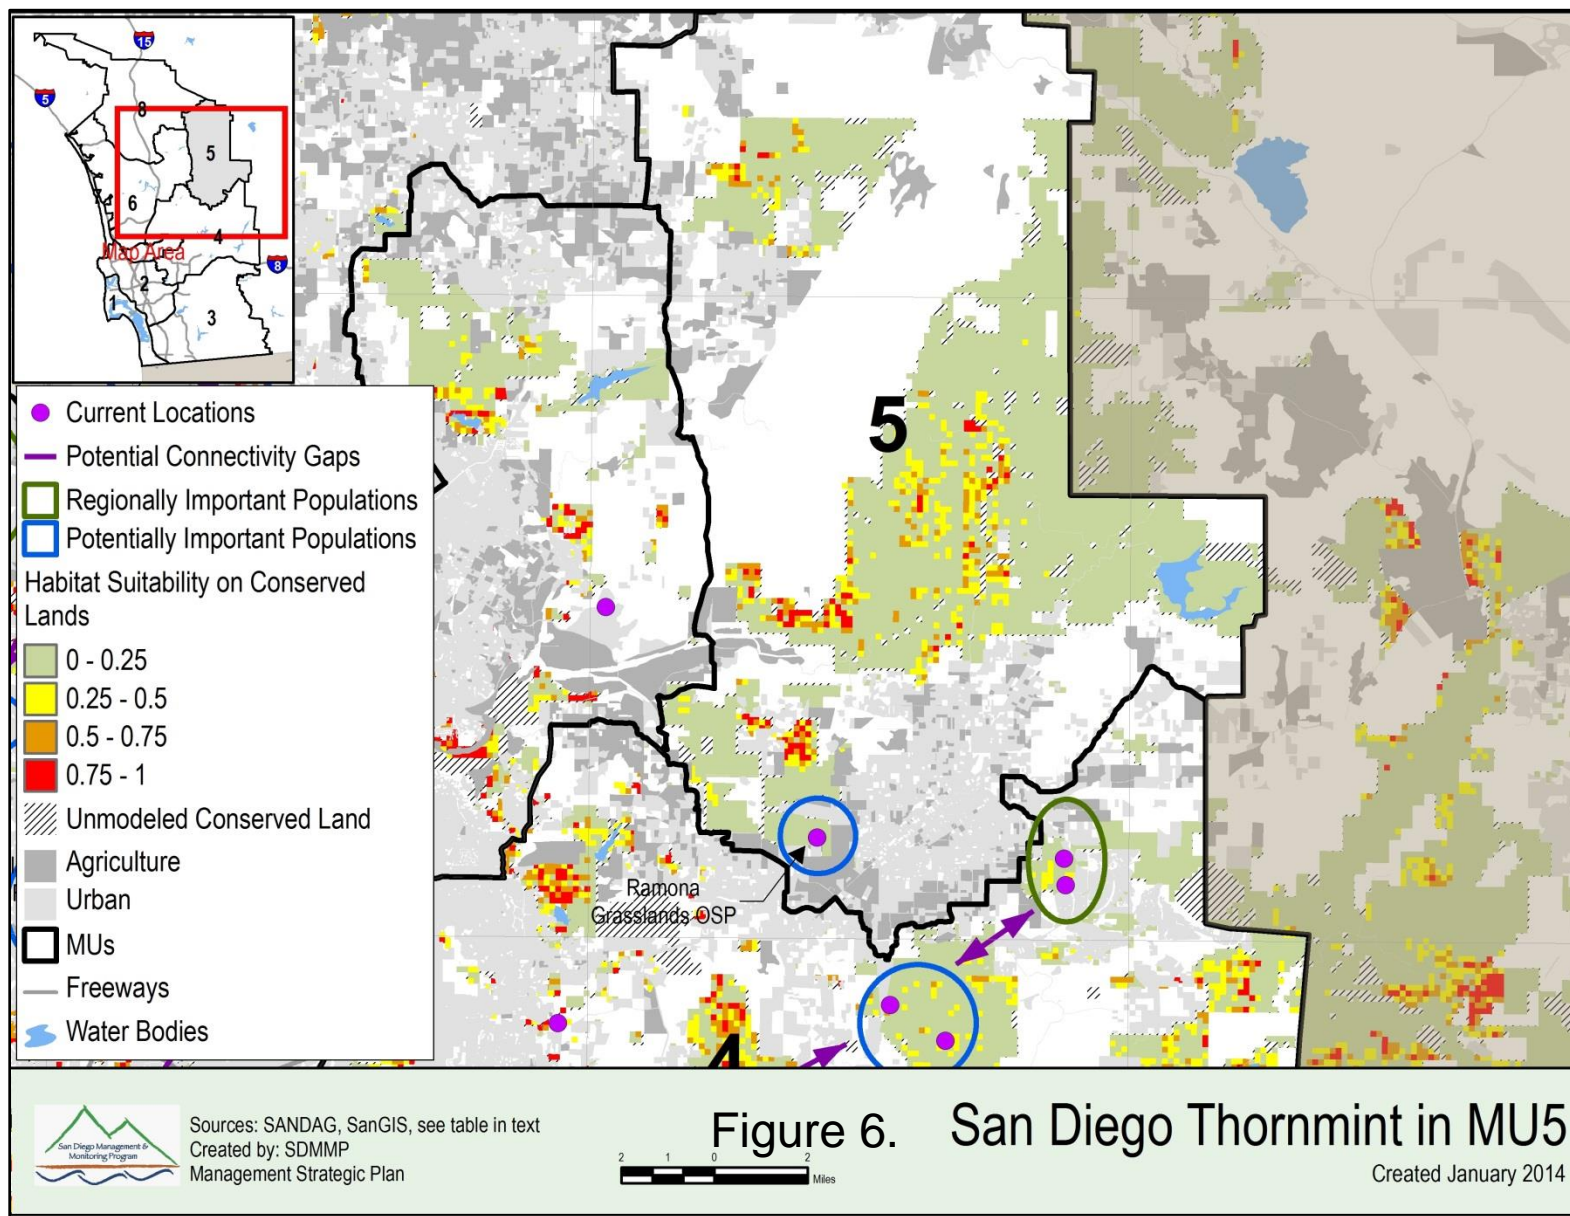 15
5
8
5
6
4
Map Area
8
2
1
3
Current Locations
Potential Connectivity Gaps
Regionally Important Populations
Potentially Important Populations
Habitat Suitability on Conserved
Lands
0 - 0.25
0.25 - 0.5
0.5 - 0.75
0.75 - 1
Unmodeled Conserved Land
Agriculture
Urban
MUs
Freeways
Water Bodies
5
Ramona
Grasslands OSP
4
San Diego Management &
Monitoring Program
Sources: SANDAG, SanGIS, see table in text
Created by: SDMMP
Management Strategic Plan
2 1 0 2
Miles
Figure 6. San Diego Thornmint in MU5
Created January 2014